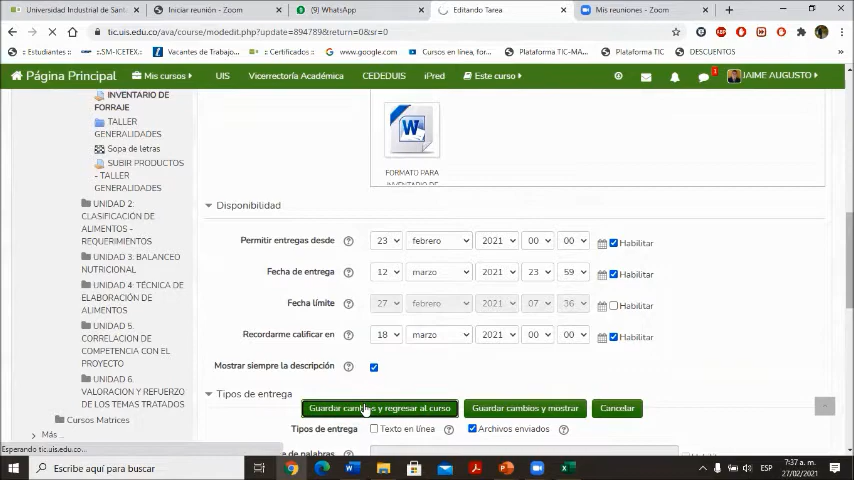 Universidad Industrial de Sant
Iniciar reunión - Zoom
(9) WhatsApp
Editando Tarea
Mis reuniones - Zoom
tic.uis.edu.co/ava/course/modedit.php?update=894789&return=0&sr=0
:: Estudiantes ::
SM-ICETEX:
Vacantes de Trabajo...
:: Certificados ::
www.google.com
Cursos en línea, for...
Plataforma TIC-MA...
Plataforma TIC
DESCUENTOS
Página Principal
Mis cursos
UIS
Vicerrectoría Académica
CEDEDUIS
iPred
Este curso
1
JAIME AUGUSTO
INVENTARIO DE
FORRAJE
TALLER
GENERALIDADES
Sopa de letras
SUBIR PRODUCTOS
- TALLER
GENERALIDADES
UNIDAD 2:
CLASIFICACIÓN DE
ALIMENTOS -
REQUERIMIENTOS
UNIDAD 3: BALANCEO
NUTRICIONAL
UNIDAD 4: TÉCNICA DE
ELABORACIÓN DE
ALIMENTOS
UNIDAD 5:
CORRELACION DE
COMPETENCIA CON EL
PROYECTO
UNIDAD 6.
VALORACION Y REFUERZO
DE LOS TEMAS TRATADOS
Cursos Matrices
Más ...
FORMATO PARA
INVENTARIO DE
Disponibilidad
Permitir entregas desde
23 febrero 2021 00 00 Habilitar
Fecha de entrega
12 marzo 2021 23 59 Habilitar
Fecha límite
27 febrero 2021 07 36 Habilitar
Recordarme calificar en
18 marzo 2021 00 00 Habilitar
Mostrar siempre la descripción
Tipos de entrega
Guardar cambios y regresar al curso
Guardar cambios y mostrar
Cancelar
Tipos de entrega
Texto en línea
Archivos enviados
de palabras
Esperando tic.uis.edu.co...
Escribe aquí para buscar
ESP
7:37 a. m.
27/02/2021